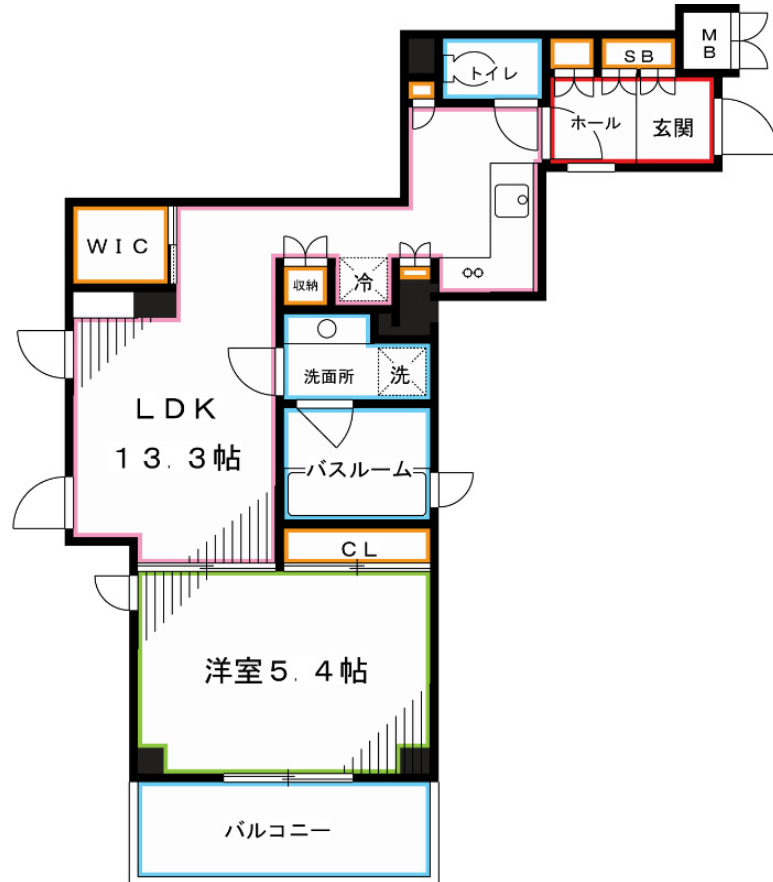 MB
SB
トイレ
ホール
玄関
WIC
収納
冷
洗面所
洗
LDK
13.3帖
バスルーム
CL
洋室5.4帖
バルコニー